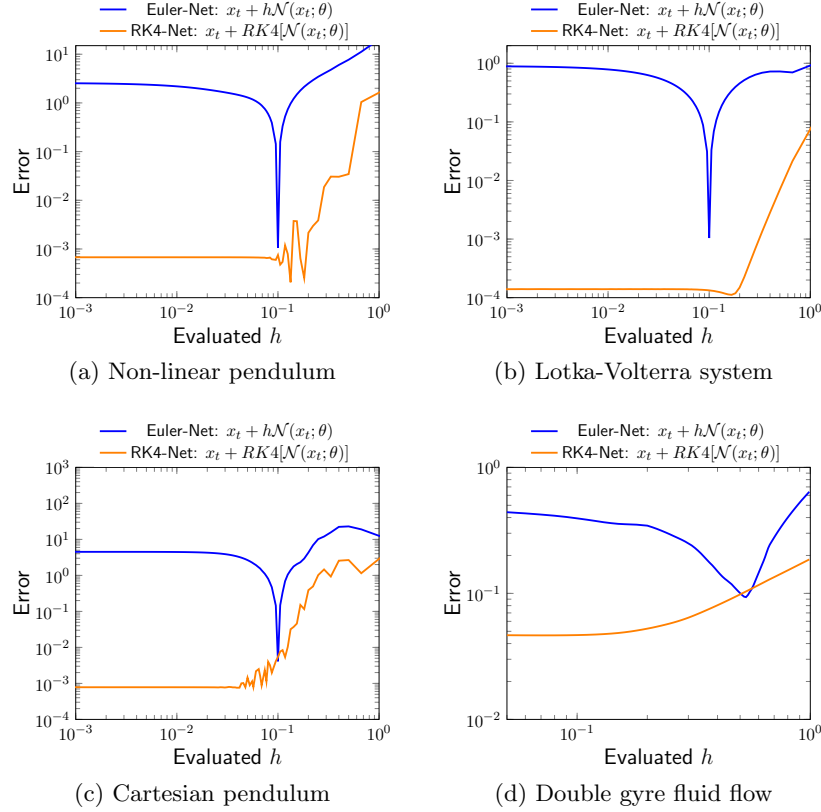 Euler-Net: $x_t + h\mathcal{N}(x_t; \theta)$
RK4-Net: $x_t + RK4[\mathcal{N}(x_t; \theta)]$
10^1
10^0
10^{-1}
10^{-2}
10^{-3}
10^{-4}
Error
10^{-3}
10^{-2}
10^{-1}
10^0
Evaluated $h$
(a) Non-linear pendulum
Euler-Net: $x_t + h\mathcal{N}(x_t; \theta)$
RK4-Net: $x_t + RK4[\mathcal{N}(x_t; \theta)]$
10^0
10^{-1}
10^{-2}
10^{-3}
10^{-4}
Error
10^{-3}
10^{-2}
10^{-1}
10^0
Evaluated $h$
(b) Lotka-Volterra system
Euler-Net: $x_t + h\mathcal{N}(x_t; \theta)$
RK4-Net: $x_t + RK4[\mathcal{N}(x_t; \theta)]$
10^3
10^2
10^1
10^0
10^{-1}
10^{-2}
10^{-3}
10^{-4}
Error
10^{-3}
10^{-2}
10^{-1}
10^0
Evaluated $h$
(c) Cartesian pendulum
Euler-Net: $x_t + h\mathcal{N}(x_t; \theta)$
RK4-Net: $x_t + RK4[\mathcal{N}(x_t; \theta)]$
10^0
10^{-1}
10^{-2}
Error
10^{-1}
10^0
Evaluated $h$
(d) Double gyre fluid flow